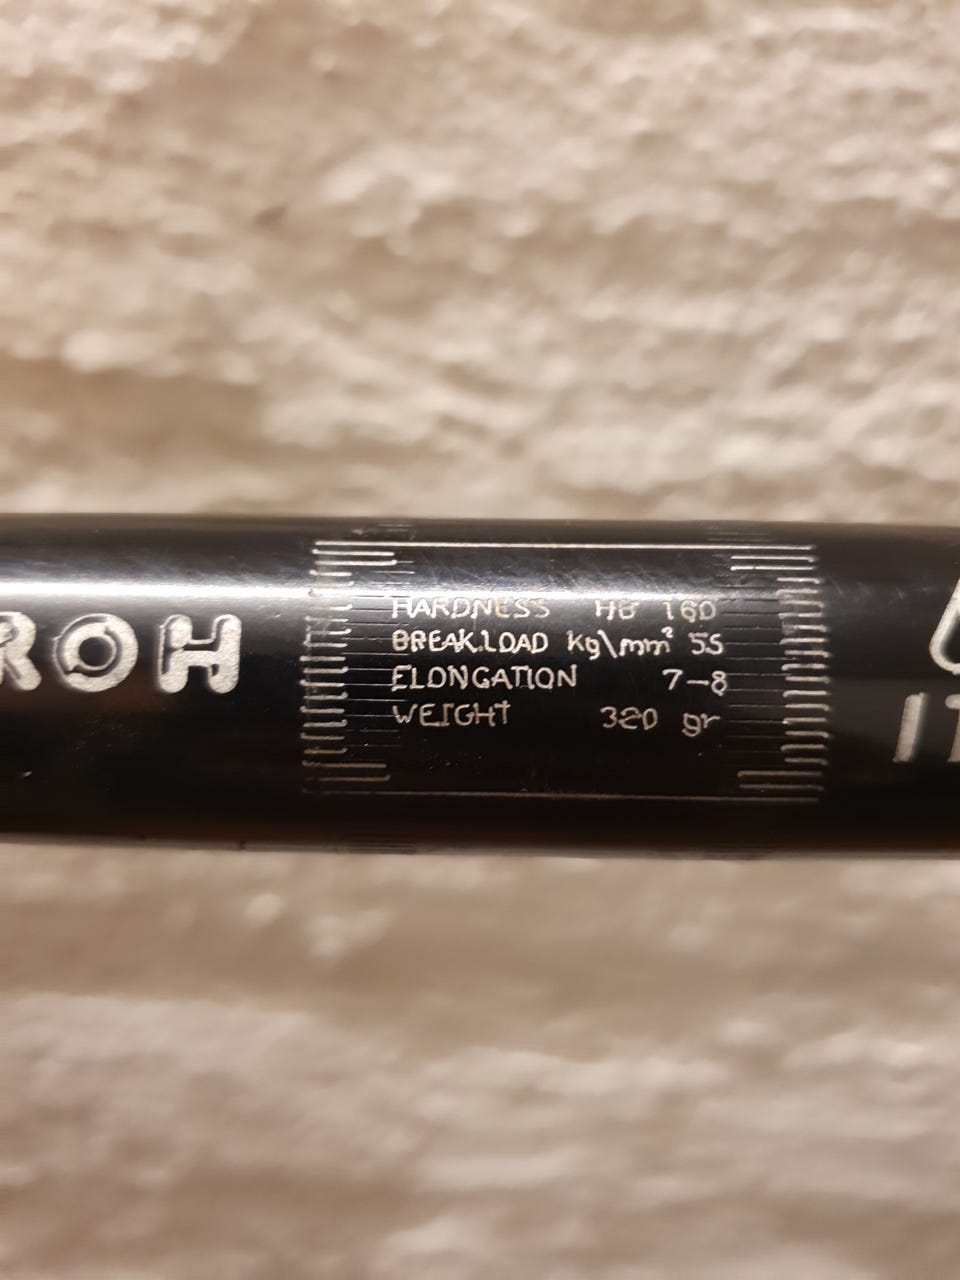 ROH
HARDNESS HB 160
BREAK.LOAD Kg\mm² 55
ELONGATION 7-8
WEIGHT 320 gr